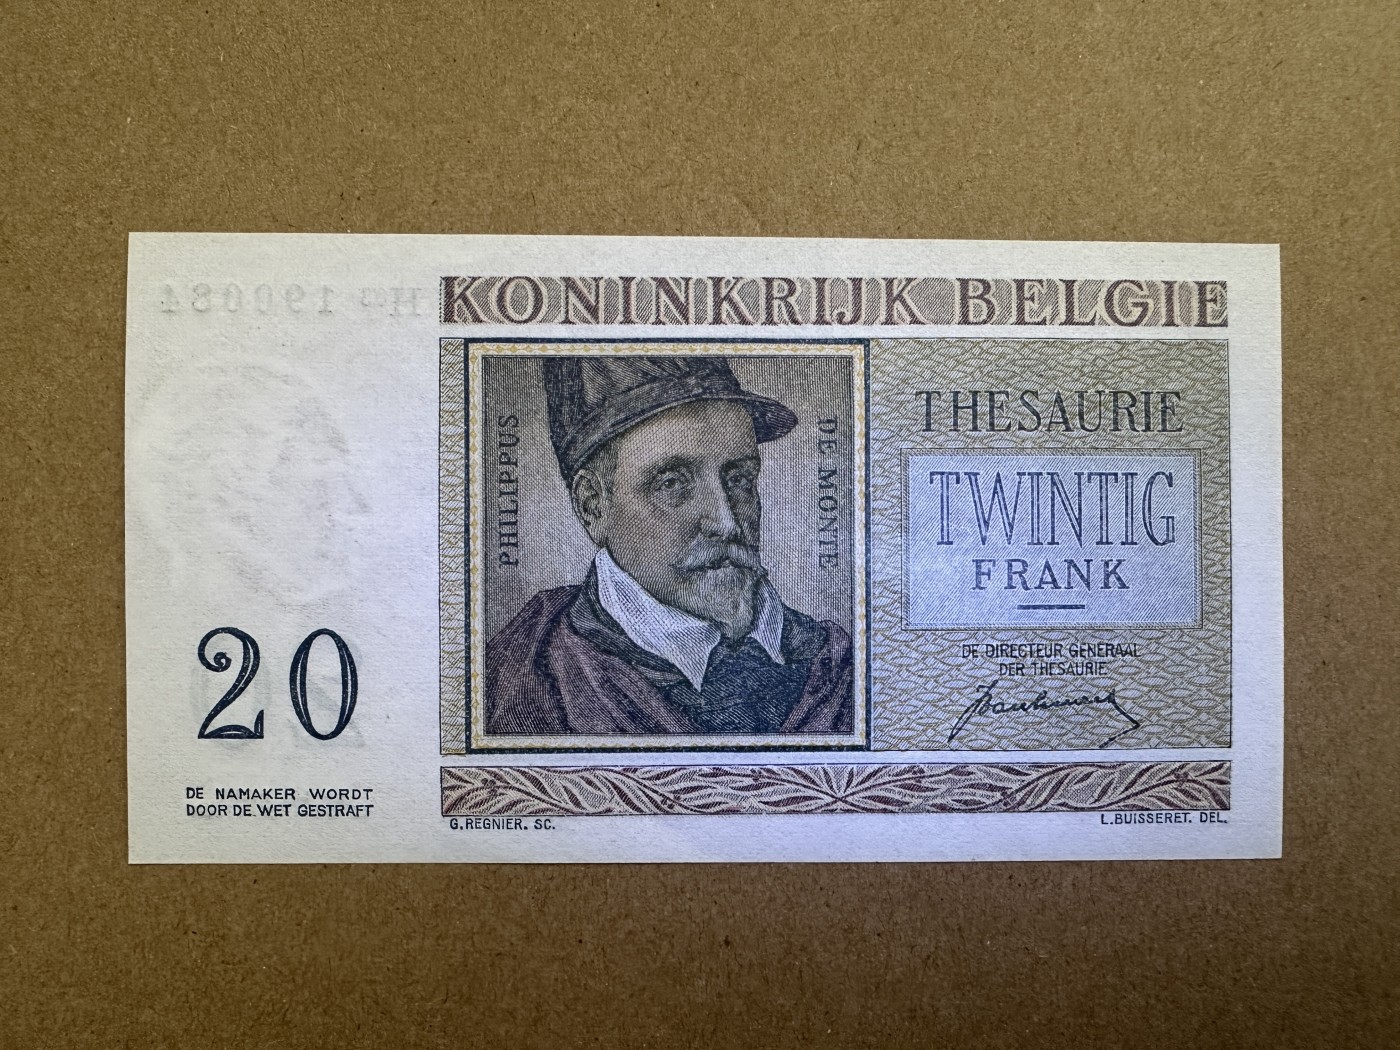 KONINKRIJK BELGIE
H 190084
PHILIPPUS
DE MONTE
THESAURIE
TWINTIG
FRANK
DE DIRECTEUR GENERAAL
DER THESAURIE
20
DE NAMAKER WORDT
DOOR DE WET GESTRAFT
G.REGNIER. SC.
L.BUISSERET. DEL.